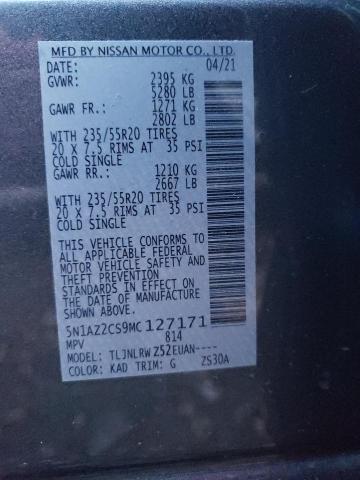 MFD BY NISSAN MOTOR CO., LTD.
DATE: 04/21
GVWR: 2395 KG
5280 LB
GAWR FR.: 1271 KG
2802 LB
WITH 235/55R20 TIRES
20 X 7.5 RIMS AT 35 PSI
COLD SINGLE
GAWR RR.: 1210 KG
2667 LB
WITH 235/55R20 TIRES
20 X 7.5 RIMS AT 35 PSI
COLD SINGLE
THIS VEHICLE CONFORMS TO
ALL APPLICABLE FEDERAL
MOTOR VEHICLE SAFETY AND
THEFT PREVENTION
STANDARDS IN EFFECT ON
THE DATE OF MANUFACTURE
SHOWN ABOVE.
5N1AZ2CS9MC127171
MPV 814
MODEL: TLJNLRW Z52EUAN----
COLOR: KAD TRIM: G ZS30A